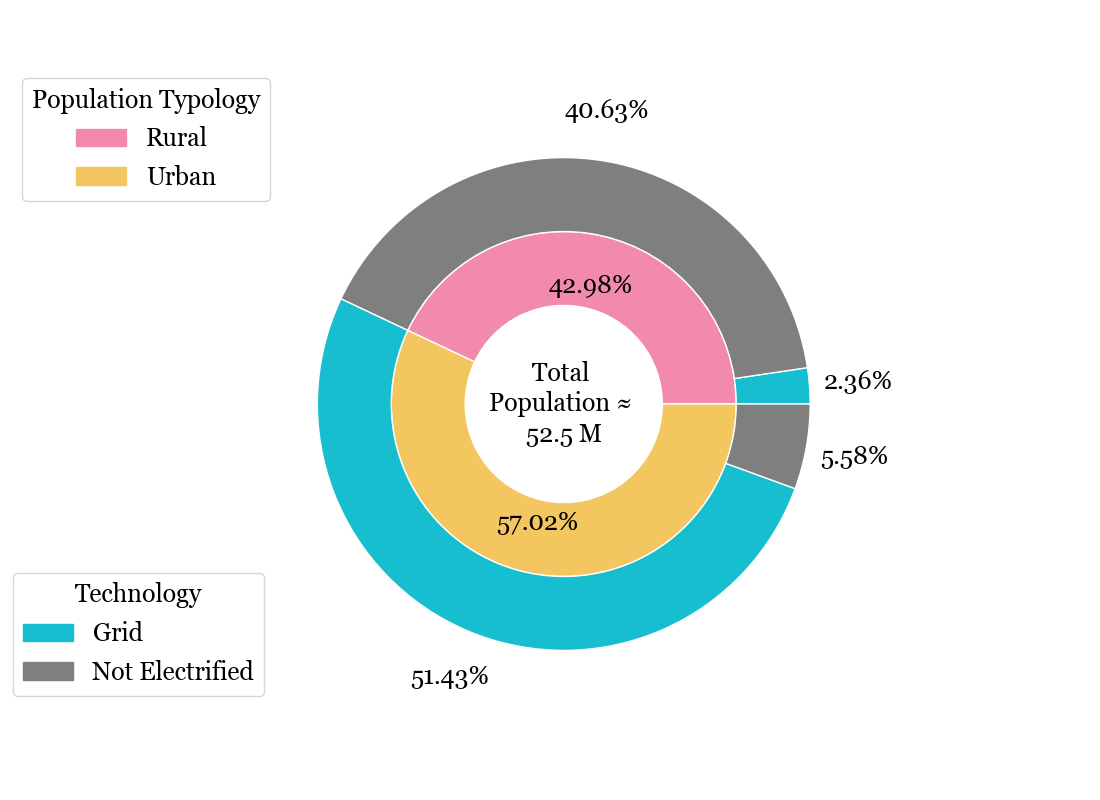 Population Typology
Rural
Urban
40.63%
42.98%
2.36%
Total
Population ≈
52.5 M
5.58%
57.02%
51.43%
Technology
Grid
Not Electrified